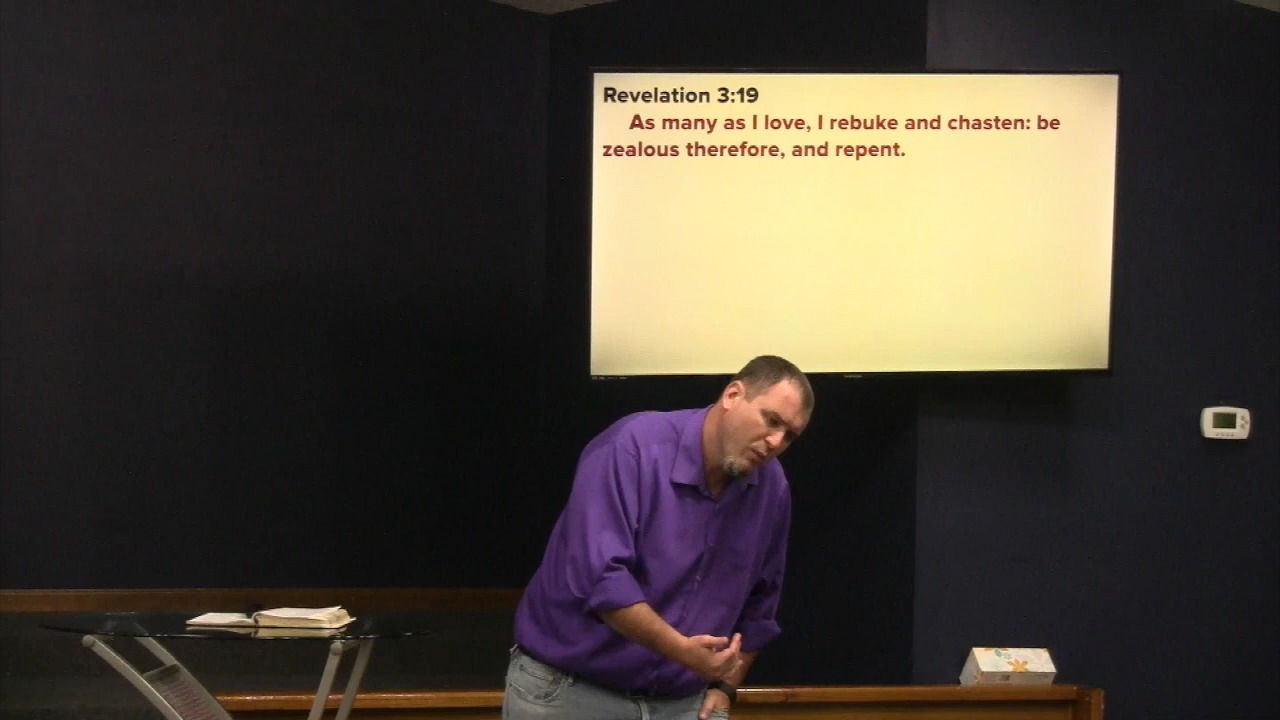 Revelation 3:19
As many as I love, I rebuke and chasten: be
zealous therefore, and repent.